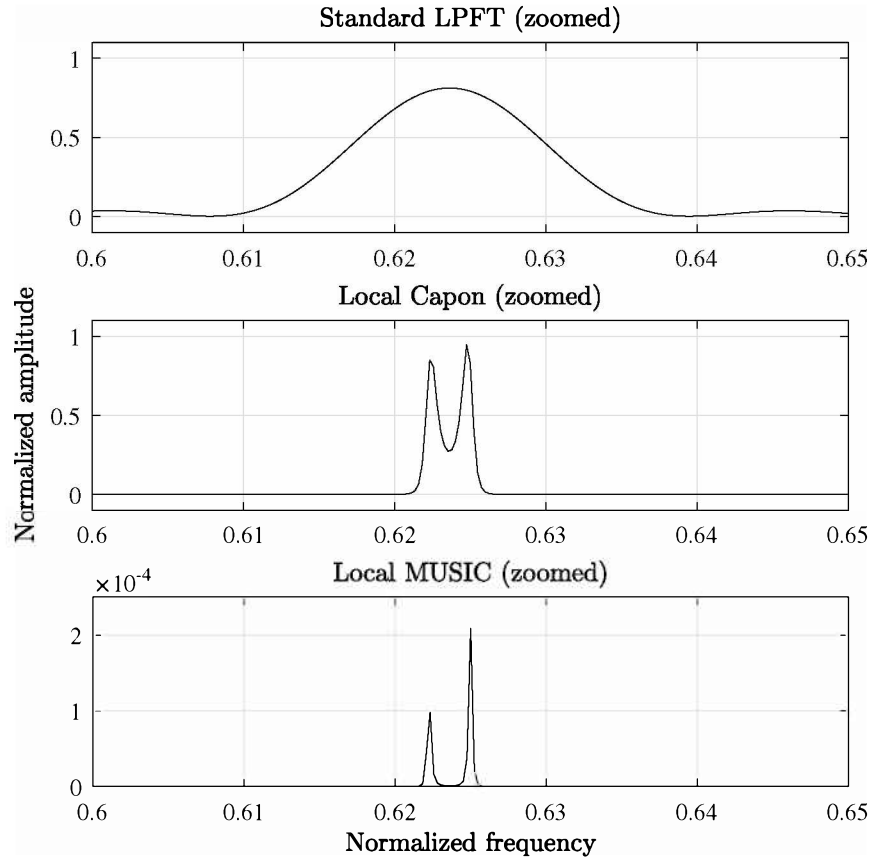 Standard LPFT (zoomed)
1
0.5
0
0.6 0.61 0.62 0.63 0.64 0.65
Local Capon (zoomed)
Normalized amplitude
1
0.5
0
0.6 0.61 0.62 0.63 0.64 0.65
×10-4 Local MUSIC (zoomed)
2
1
0
0.6 0.61 0.62 0.63 0.64 0.65
Normalized frequency